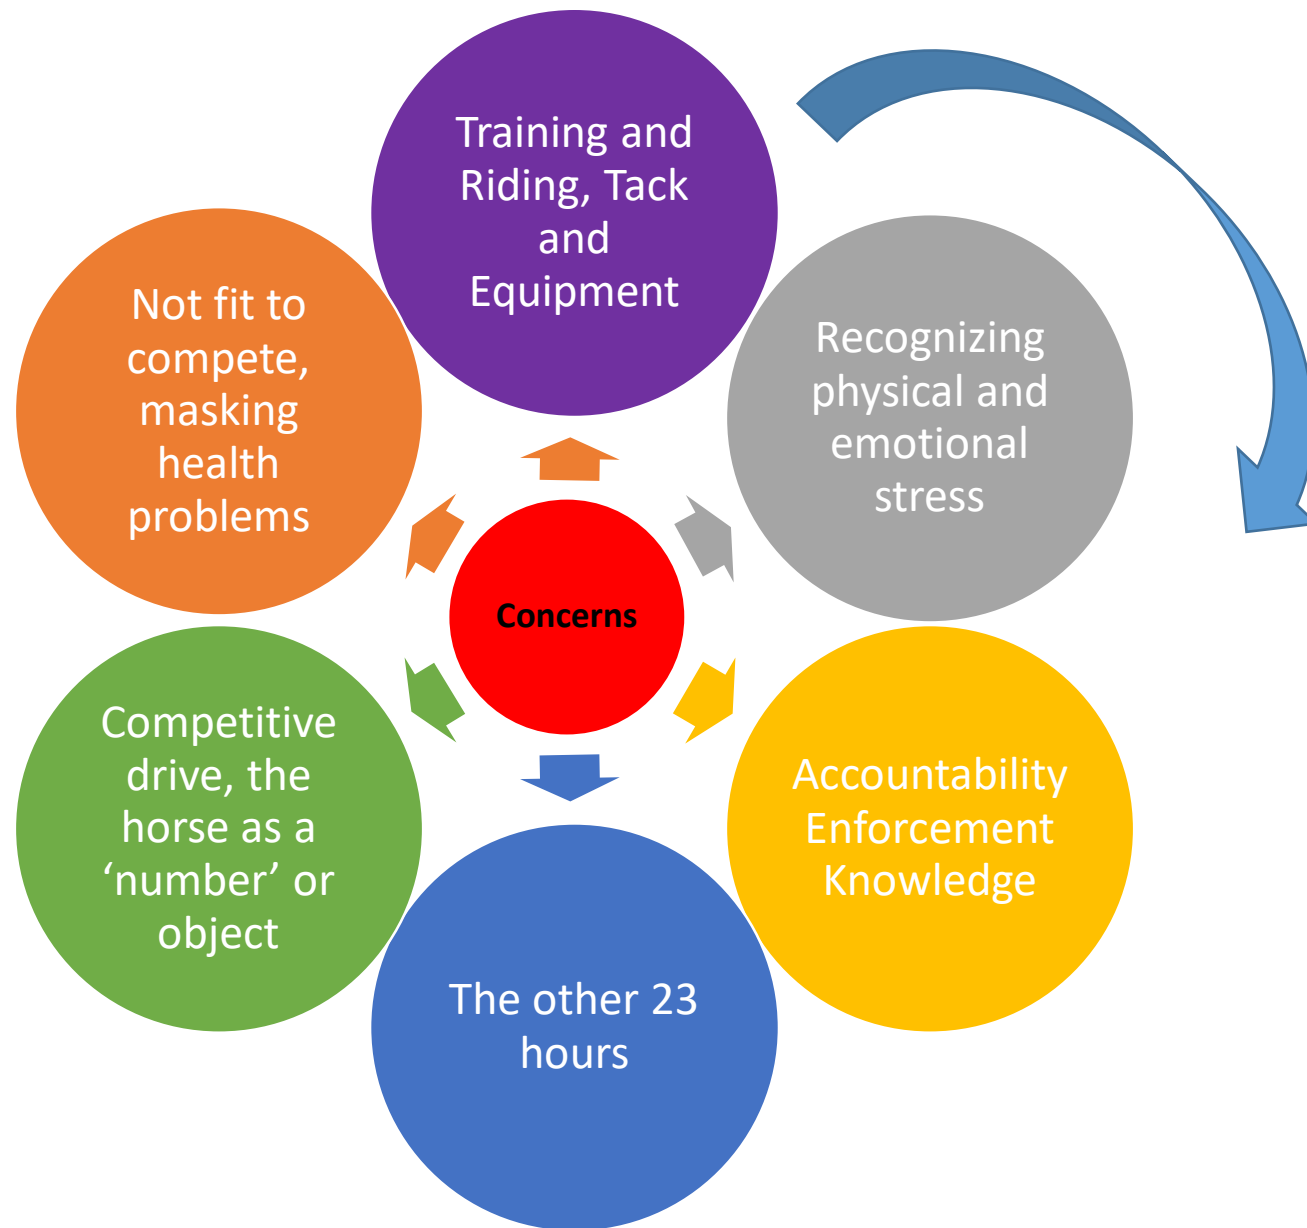 Training and
Riding, Tack
and
Equipment
Recognizing
physical and
emotional
stress
Accountability
Enforcement
Knowledge
The other 23
hours
Competitive
drive, the
horse as a
‘number’ or
object
Not fit to
compete,
masking
health
problems
Concerns